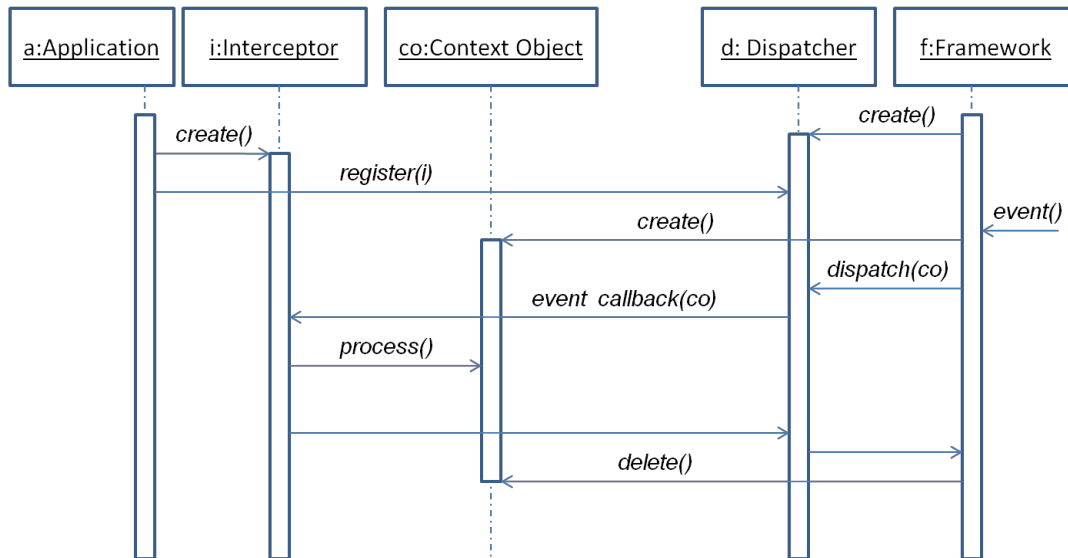 a:Application
i:Interceptor
co:Context Object
d: Dispatcher
f:Framework
create()
create()
register(i)
event()
create()
dispatch(co)
event callback(co)
process()
delete()